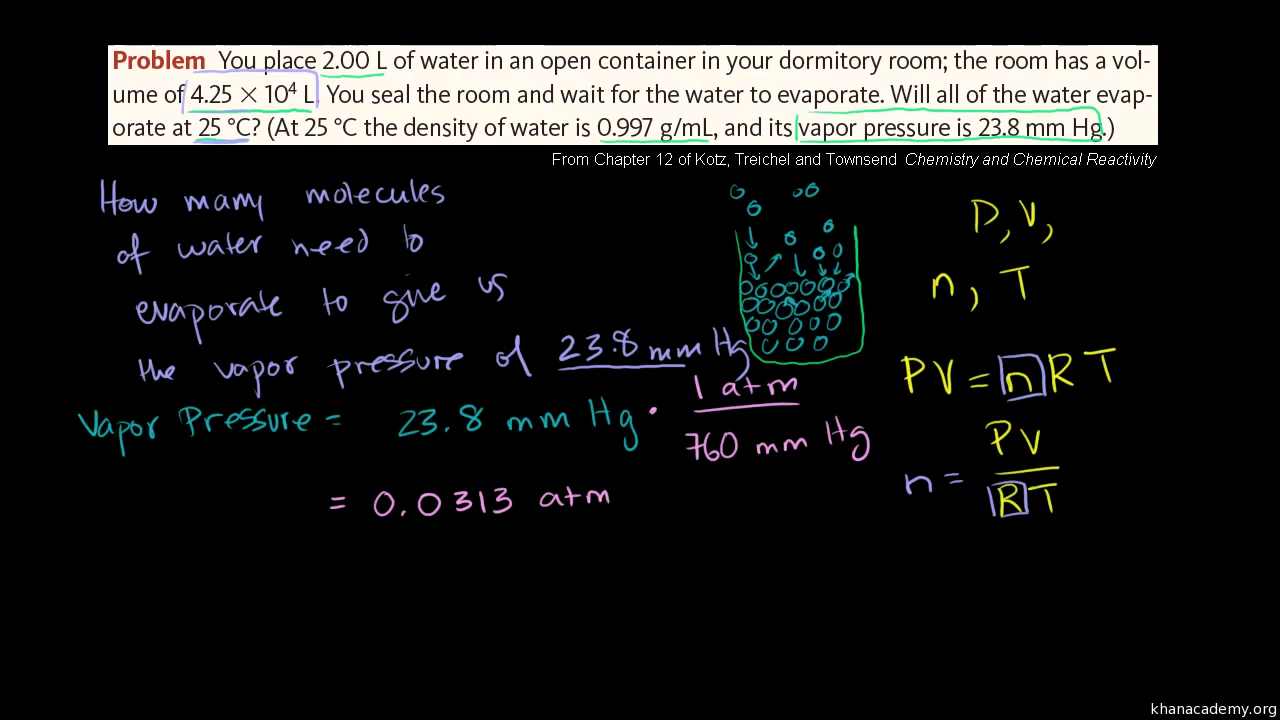 Problem You place 2.00 L of water in an open container in your dormitory room; the room has a vol-
ume of 4.25 × 10⁴ L. You seal the room and wait for the water to evaporate. Will all of the water evap-
orate at 25 °C? (At 25 °C the density of water is 0.997 g/mL, and its vapor pressure is 23.8 mm Hg.)
From Chapter 12 of Kotz, Treichel and Townsend Chemistry and Chemical Reactivity
How many molecules
of water need to
evaporate to give us
the vapor pressure of 23.8 mm Hg
Vapor Pressure = 23.8 mm Hg · 1 atm / 760 mm Hg
= 0.0313 atm
P, V,
n, T
PV = nRT
n = PV / RT
khanacademy.org